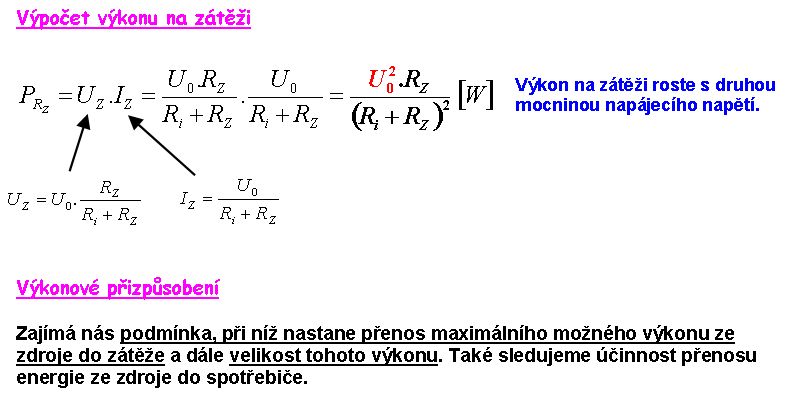 Výpočet výkonu na zátěži
P_{R_Z} = U_Z . I_Z = \frac{U_0 . R_Z}{R_i + R_Z} . \frac{U_0}{R_i + R_Z} = \frac{U_0^2 . R_Z}{(R_i + R_Z)^2} [W]
Výkon na zátěži roste s druhou
mocninou napájecího napětí.
U_Z = U_0 . \frac{R_Z}{R_i + R_Z}
I_Z = \frac{U_0}{R_i + R_Z}
Výkonové přizpůsobení
Zajímá nás podmínka, při níž nastane přenos maximálního možného výkonu ze
zdroje do zátěže a dále velikost tohoto výkonu. Také sledujeme účinnost přenosu
energie ze zdroje do spotřebiče.